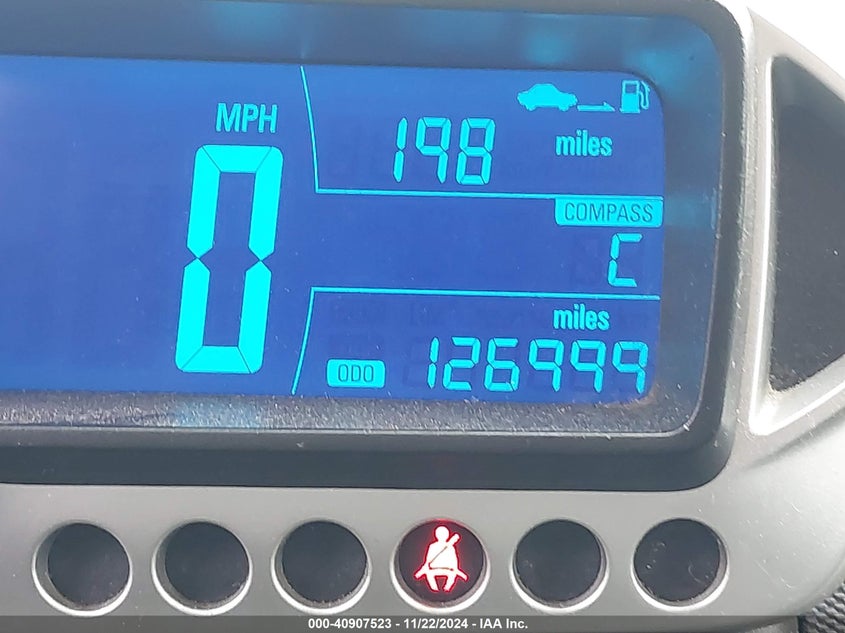 MPH
198 miles
COMPASS
C
0
miles
ODO 126999
000-40907523 - 11/22/2024 - IAA Inc.